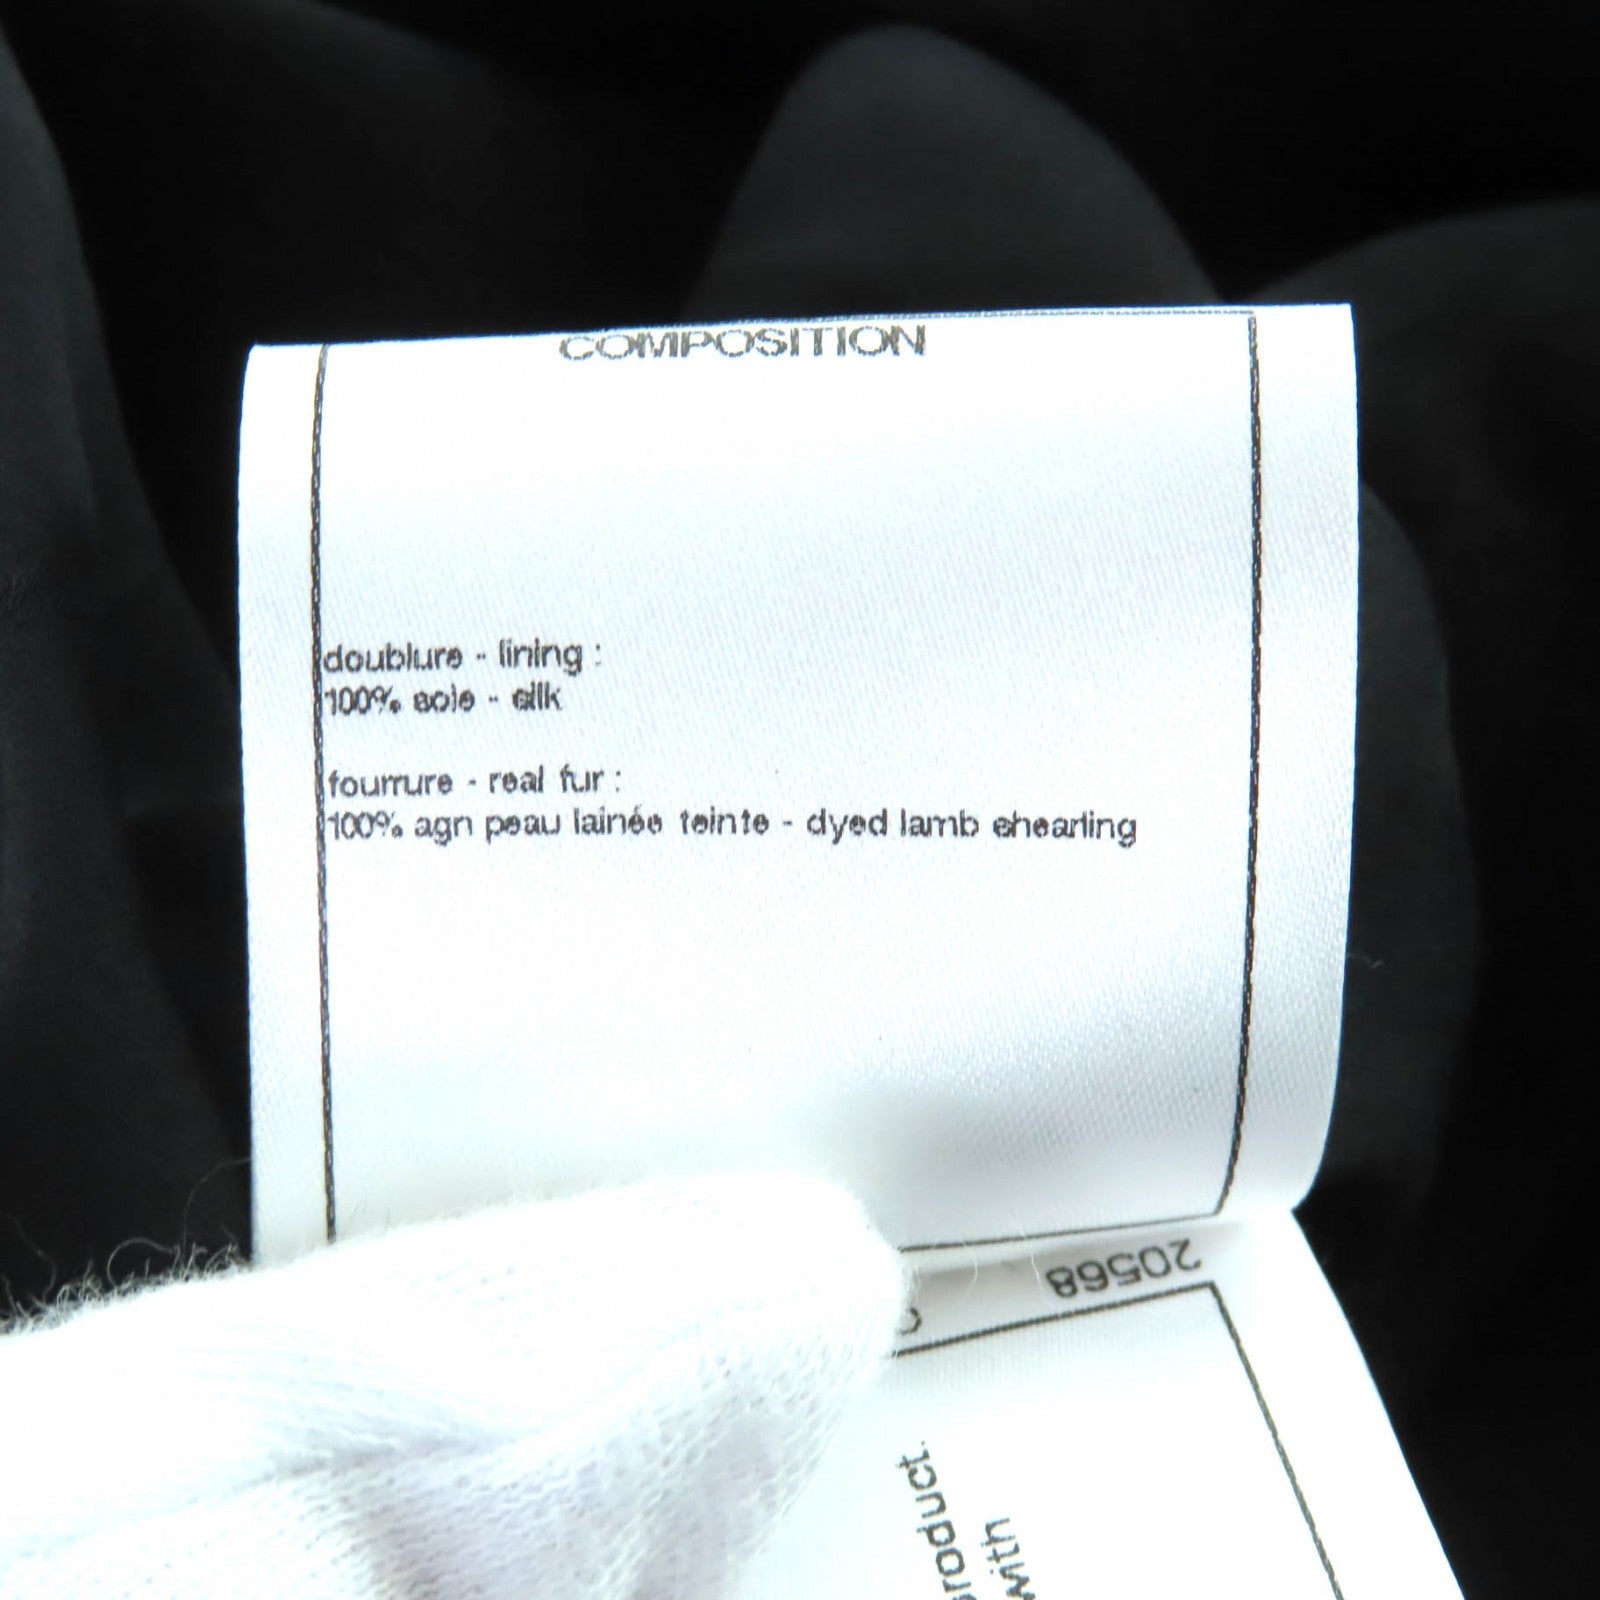 COMPOSITION
doublure - lining :
100% soie - silk
fourrure - real fur :
100% agn peau lainée teinte - dyed lamb shearling
20568
product.
with